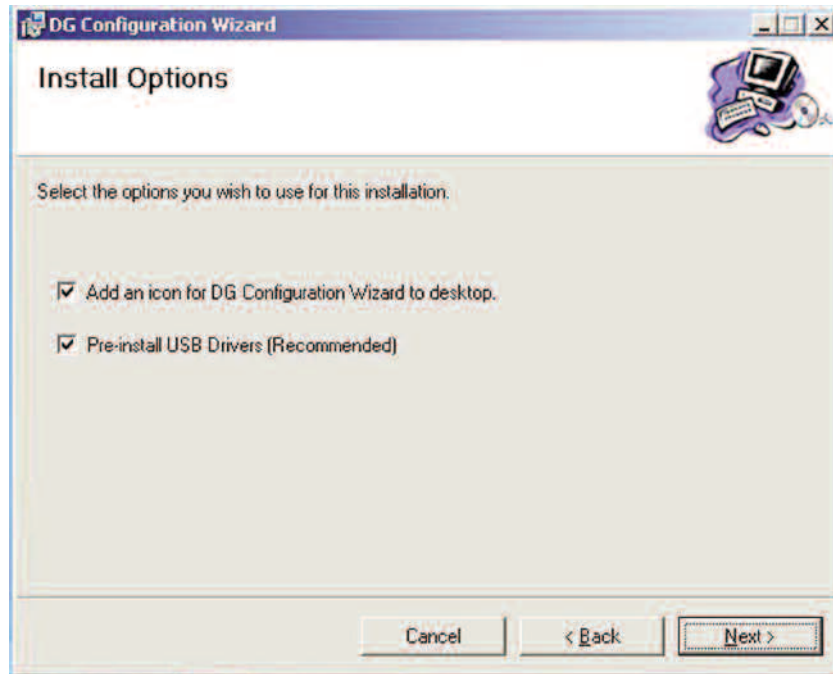 DG Configuration Wizard
Install Options
Select the options you wish to use for this installation.
Add an icon for DG Configuration Wizard to desktop.
Pre-install USB Drivers (Recommended)
Cancel
< Back
Next >